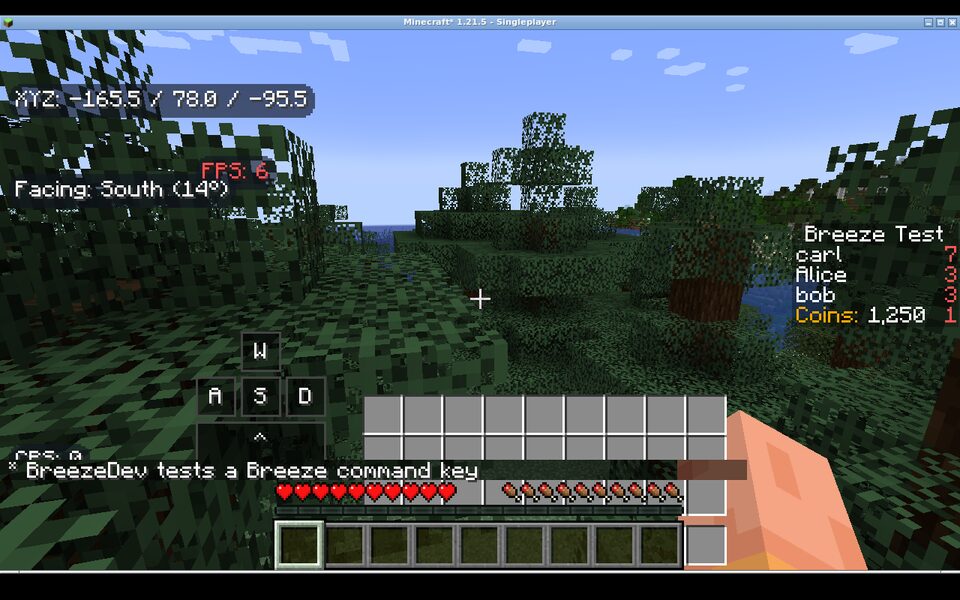 Minecraft* 1.21.5 - Singleplayer
XYZ: -165.5 / 78.0 / -95.5
FPS: 6
Facing: South (14°)
Breeze Test
carl 7
Alice 3
bob 3
Coins: 1,250 1
W
A S D
^
CPS: 0
* BreezeDev tests a Breeze command key